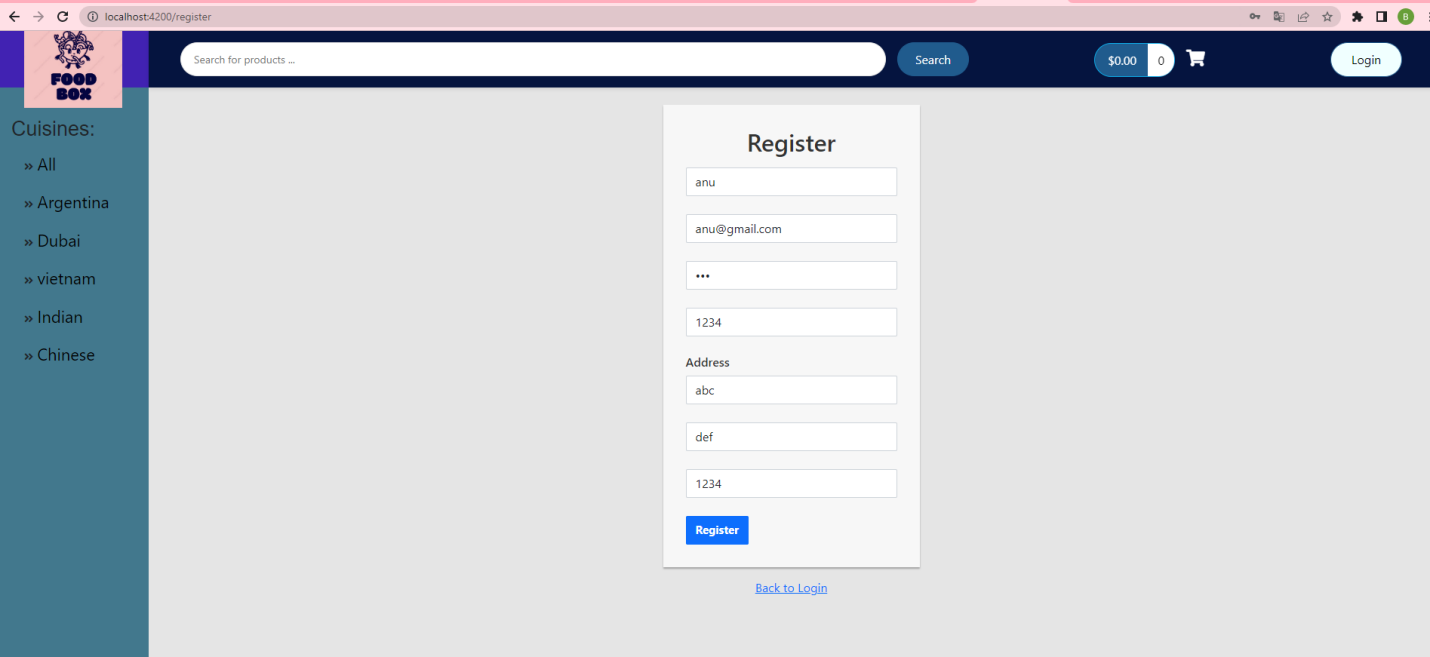 localhost:4200/register
B
FOOD
BOX
Search for products ...
Search
$0.00
0
Login
Cuisines:
» All
» Argentina
» Dubai
» vietnam
» Indian
» Chinese
Register
anu
anu@gmail.com
•••
1234
Address
abc
def
1234
Register
Back to Login